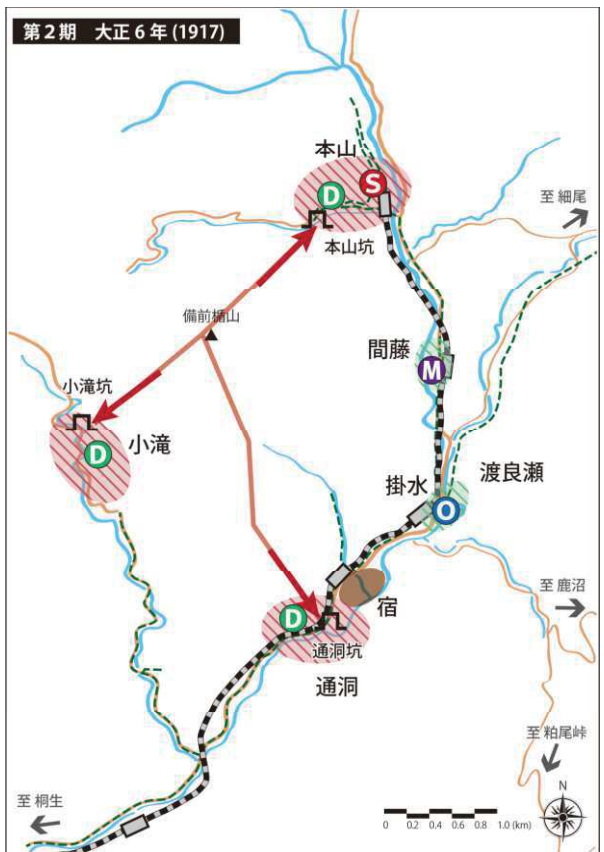 第2期 大正6年(1917)
本山
S
D
至 細尾
本山坑
備前楯山
間藤
M
小滝坑
小滝
D
渡良瀬
掛水
O
至 鹿沼
宿
D
通洞坑
通洞
至 粕尾峠
N
至 桐生
0 0.2 0.4 0.6 0.8 1.0 (km)